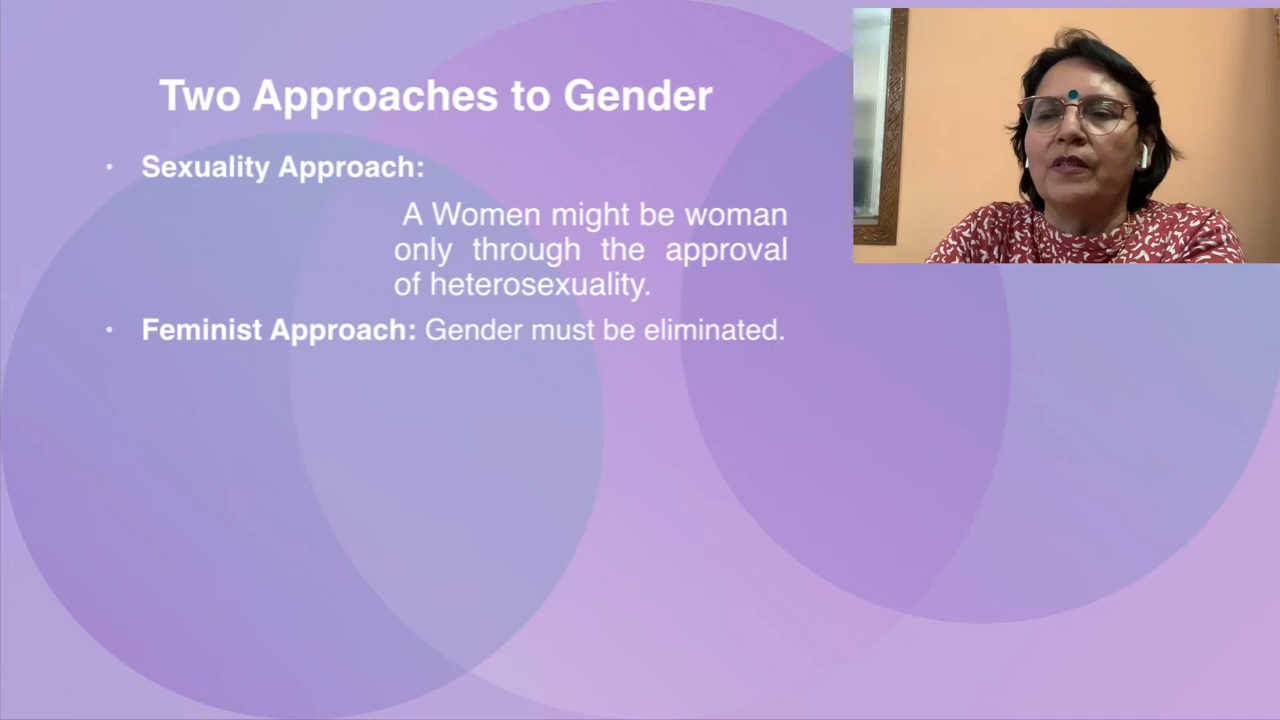 Two Approaches to Gender
• Sexuality Approach:
A Women might be woman
only through the approval
of heterosexuality.
• Feminist Approach: Gender must be eliminated.